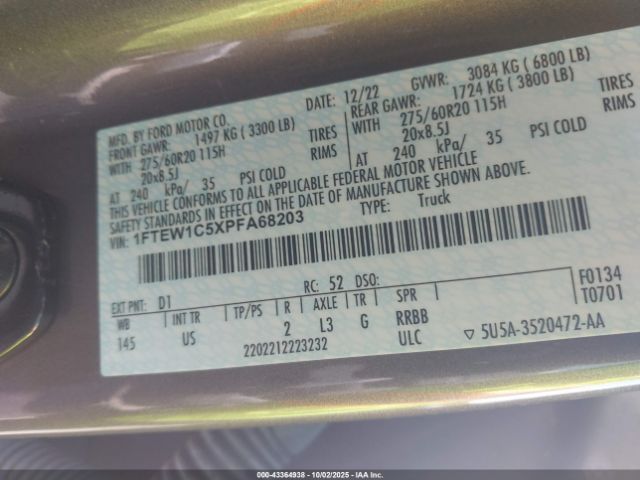 MFD. BY FORD MOTOR CO.
DATE: 12/22 GVWR: 3084 KG ( 6800 LB)
FRONT GAWR: 1497 KG ( 3300 LB) REAR GAWR: 1724 KG ( 3800 LB)
WITH 275/60R20 115H TIRES WITH 275/60R20 115H TIRES
20x8.5J RIMS 20x8.5J RIMS
AT 240 kPa/ 35 PSI COLD AT 240 kPa/ 35 PSI COLD
THIS VEHICLE CONFORMS TO ALL APPLICABLE FEDERAL MOTOR VEHICLE
SAFETY STANDARDS IN EFFECT ON THE DATE OF MANUFACTURE SHOWN ABOVE.
VIN: 1FTEW1C5XPFA68203 TYPE: Truck
EXT PNT: D1 RC: 52 DSO: F0134
WB INT TR TP/PS R AXLE TR SPR T0701
145 US 2 L3 G RRBB
2202212223232 ULC ▽ 5U5A-3520472-AA
000-43364938 - 10/02/2025 - IAA Inc.